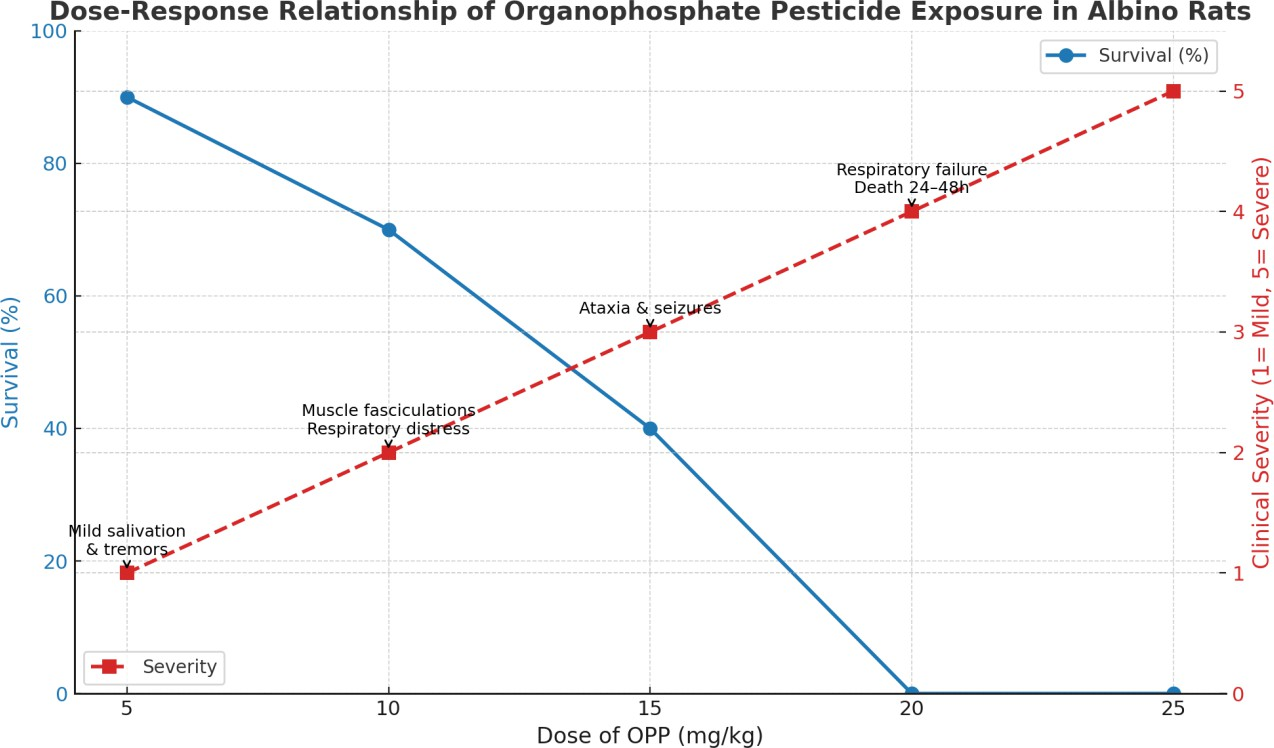 Dose-Response Relationship of Organophosphate Pesticide Exposure in Albino Rats
Survival (%)
100
80
60
40
20
0
Survival (%)
Respiratory failure
Death 24–48h
Ataxia & seizures
Muscle fasciculations
Respiratory distress
Mild salivation
& tremors
Severity
5
4
3
2
1
0
Clinical Severity (1= Mild, 5= Severe)
5
10
15
20
25
Dose of OPP (mg/kg)